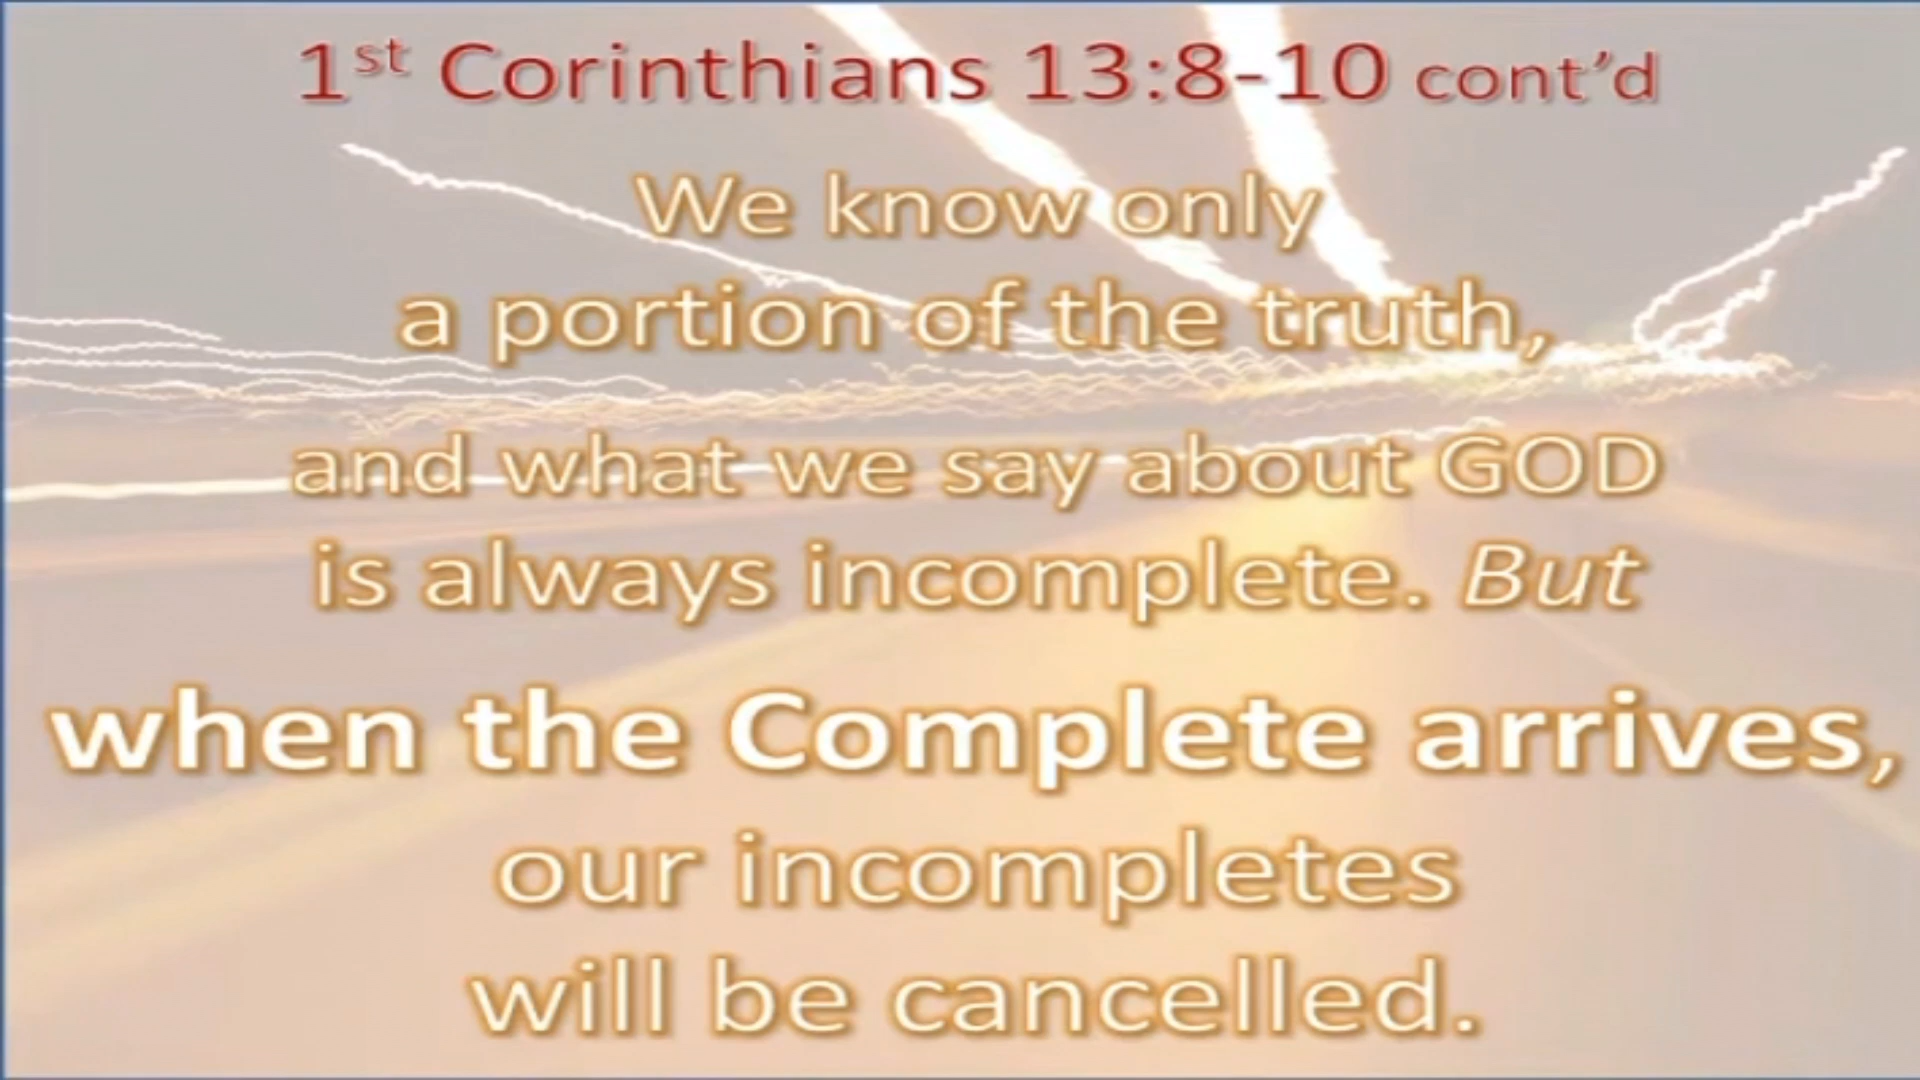 1st Corinthians 13:8-10 cont’d
We know only
a portion of the truth,
and what we say about GOD
is always incomplete. But
when the Complete arrives,
our incompletes
will be cancelled.